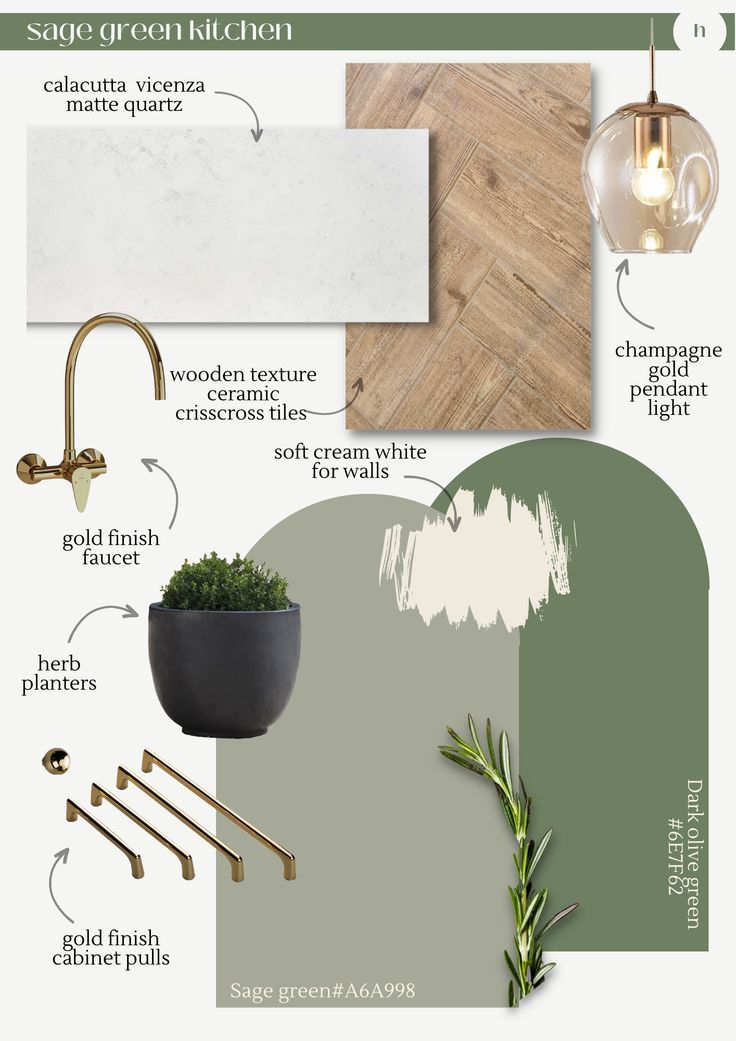 sage green kitchen
h
calacutta vicenza
matte quartz
champagne
gold
pendant
light
wooden texture
ceramic
crisscross tiles
soft cream white
for walls
gold finish
faucet
herb
planters
Dark olive green
#6E7F62
gold finish
cabinet pulls
Sage green#A6A998